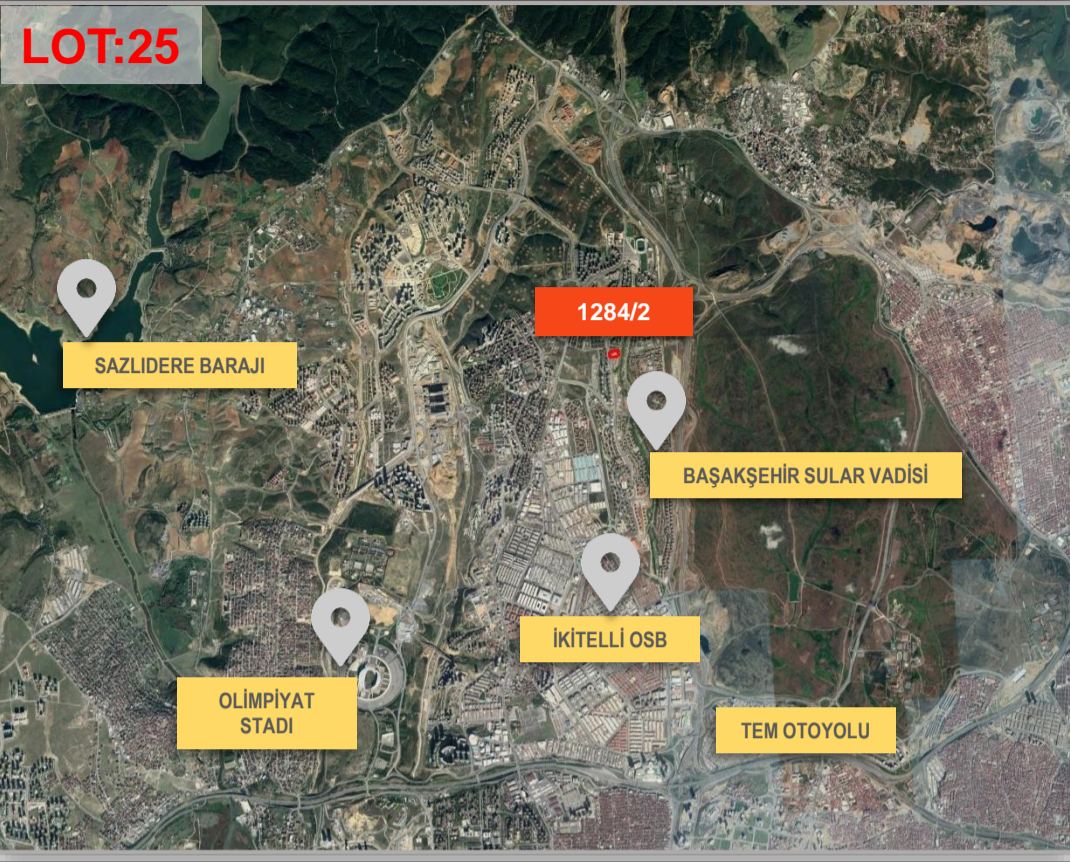 LOT:25
1284/2
SAZLIDERE BARAJI
BAŞAKŞEHİR SULAR VADİSİ
İKİTELLİ OSB
OLİMPİYAT
STADI
TEM OTOYOLU